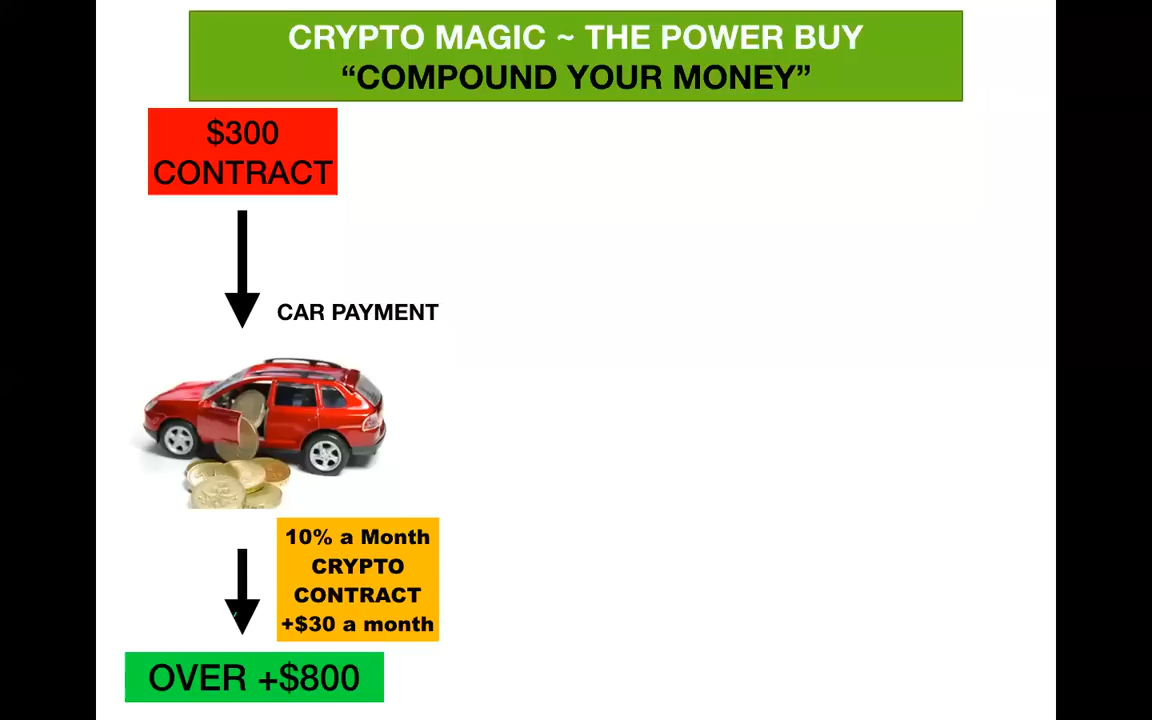 CRYPTO MAGIC ~ THE POWER BUY
“COMPOUND YOUR MONEY”
$300
CONTRACT
CAR PAYMENT
10% a Month
CRYPTO
CONTRACT
+$30 a month
OVER +$800